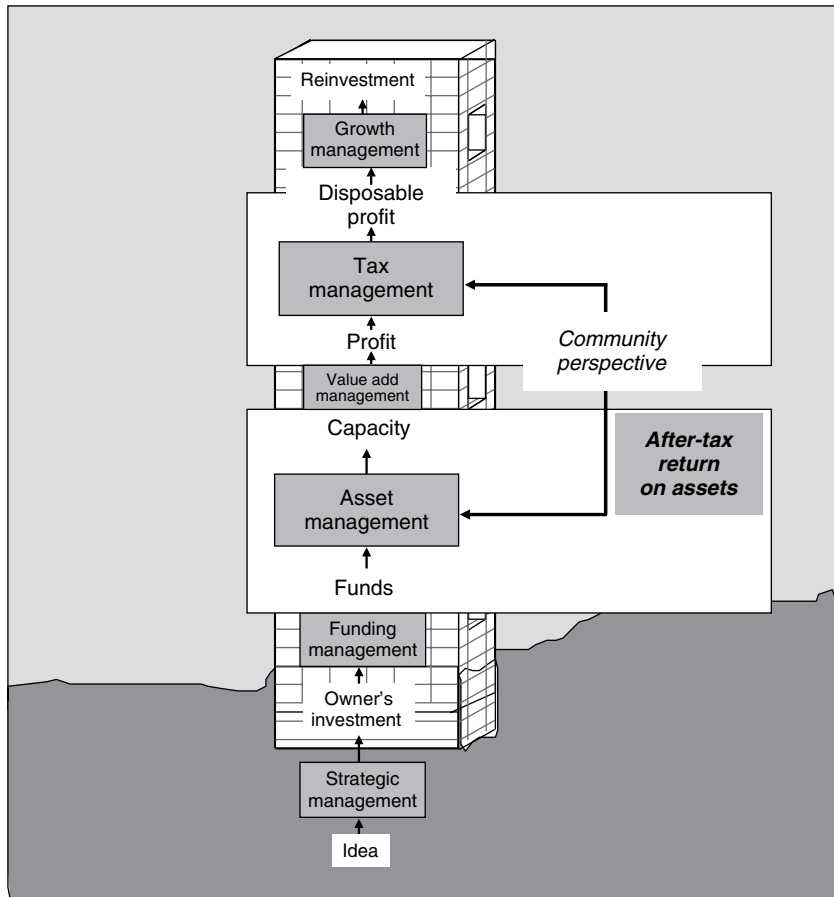 Reinvestment
Growth
management
Disposable
profit
Tax
management
Profit
Community
perspective
Value add
management
Capacity
After-tax
return
on assets
Asset
management
Funds
Funding
management
Owner's
investment
Strategic
management
Idea